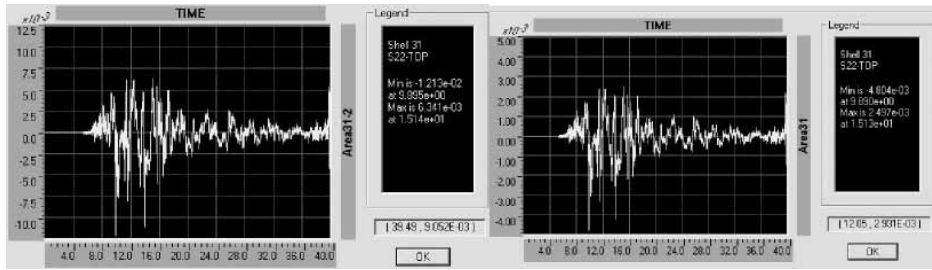 TIME
x10-3
12.5
10.0
7.5
5.0
2.5
0.0
-2.5
-5.0
-7.5
-10.0
4.0 8.0 12.0 16.0 20.0 24.0 28.0 32.0 36.0 40.0
Area31-2
Legend
Shell 31
S22-TOP
Min is -1.213e-02
at 9.895e+00
Max is 6.341e-03
at 1.514e+01
( 39.49 , 9.052E-03 )
OK
TIME
x10-3
5.00
4.00
3.00
2.00
1.00
0.00
-1.00
-2.00
-3.00
-4.00
4.0 8.0 12.0 16.0 20.0 24.0 28.0 32.0 36.0 40.0
Area31
Legend
Shell 31
S22-TOP
Min is -4.804e-03
at 9.890e+00
Max is 2.497e-03
at 1.513e+01
( 12.05 , 2.931E-03 )
OK